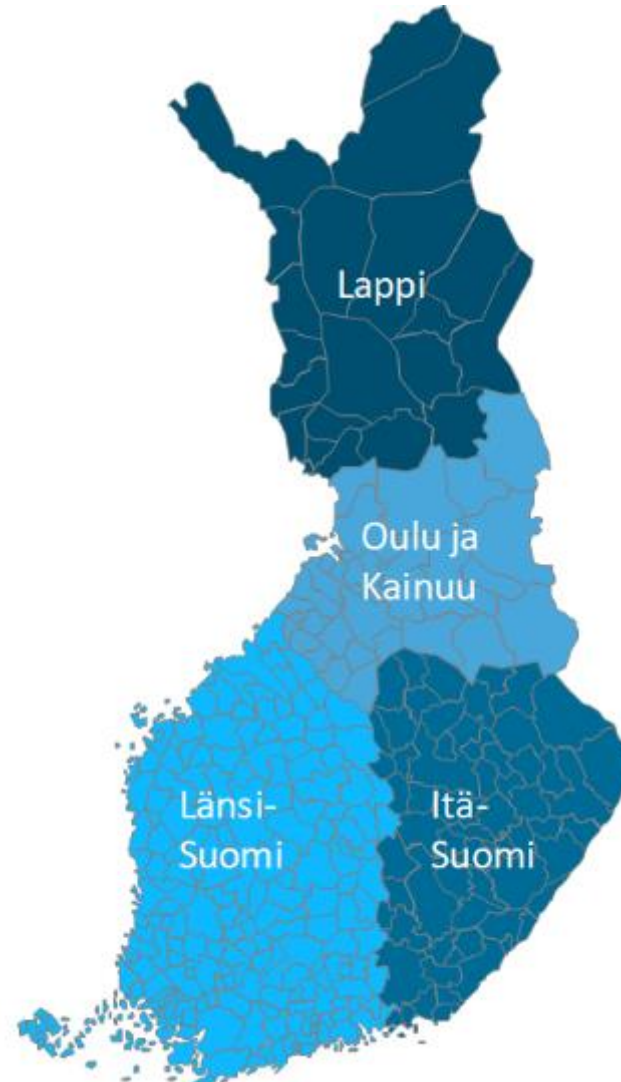 Lappi
Oulu ja
Kainuu
Länsi-
Suomi
Itä-
Suomi